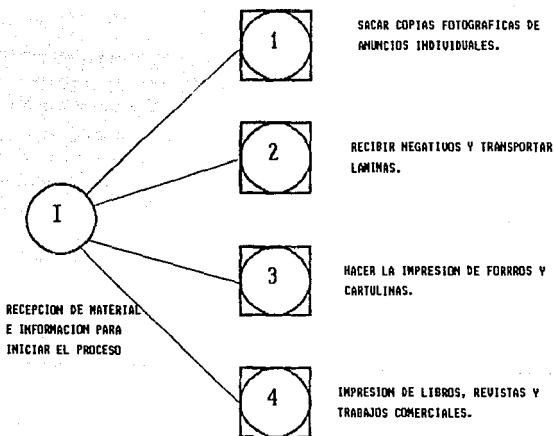 1
SACAR COPIAS FOTOGRAFICAS DE
ANUNCIOS INDIVIDUALES.
2
RECIBIR NEGATIVOS Y TRANSPORTAR
LAMINAS.
I
RECEPCION DE MATERIAL
E INFORMACION PARA
INICIAR EL PROCESO
3
HACER LA IMPRESION DE FORRROS Y
CARTULINAS.
4
IMPRESION DE LIBROS, REVISTAS Y
TRABAJOS COMERCIALES.